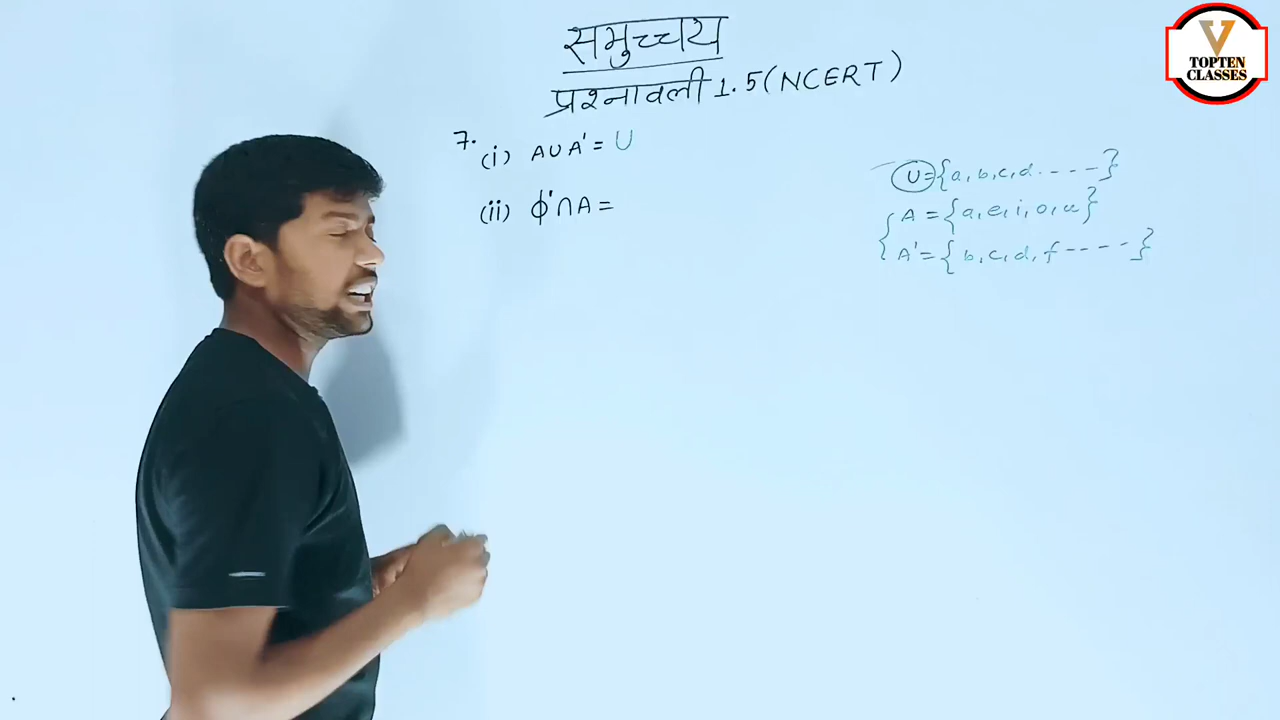 समुच्चय
प्रश्नावली 1.5 (NCERT)
7. (i) A∪A' = U
(ii) ϕ'∩A =
U = {a, b, c, d . - - - -}
A = {a, e, i, o, u}
A' = {b, c, d, f - - - - -}
V
TOPTEN
CLASSES